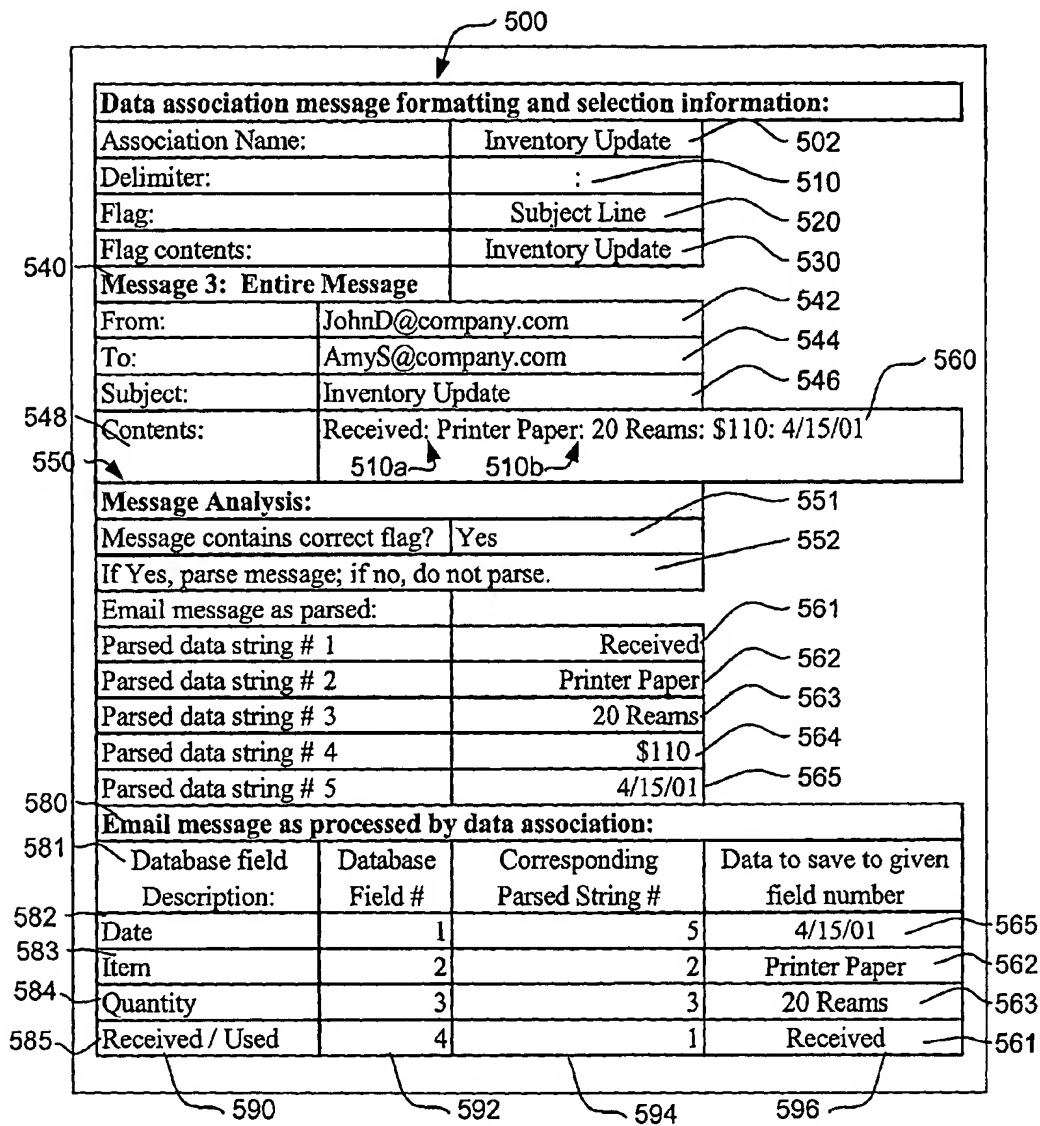 500
Data association message formatting and selection information:
Association Name: Inventory Update 502
Delimiter: : 510
Flag: Subject Line 520
Flag contents: Inventory Update 530
540
Message 3: Entire Message
From: JohnD@company.com 542
To: AmyS@company.com 544
Subject: Inventory Update 546
560
548
Contents: Received: Printer Paper: 20 Reams: $110: 4/15/01
510a 510b
550
Message Analysis:
Message contains correct flag? Yes 551
If Yes, parse message; if no, do not parse. 552
Email message as parsed:
Parsed data string # 1 Received 561
Parsed data string # 2 Printer Paper 562
Parsed data string # 3 20 Reams 563
Parsed data string # 4 $110 564
Parsed data string # 5 4/15/01 565
580
Email message as processed by data association:
581
Database field Database Corresponding Data to save to given
Description: Field # Parsed String # field number
582
Date 1 5 4/15/01 565
583
Item 2 2 Printer Paper 562
584 Quantity 3 3 20 Reams 563
585 Received / Used 4 1 Received 561
590 592 594 596